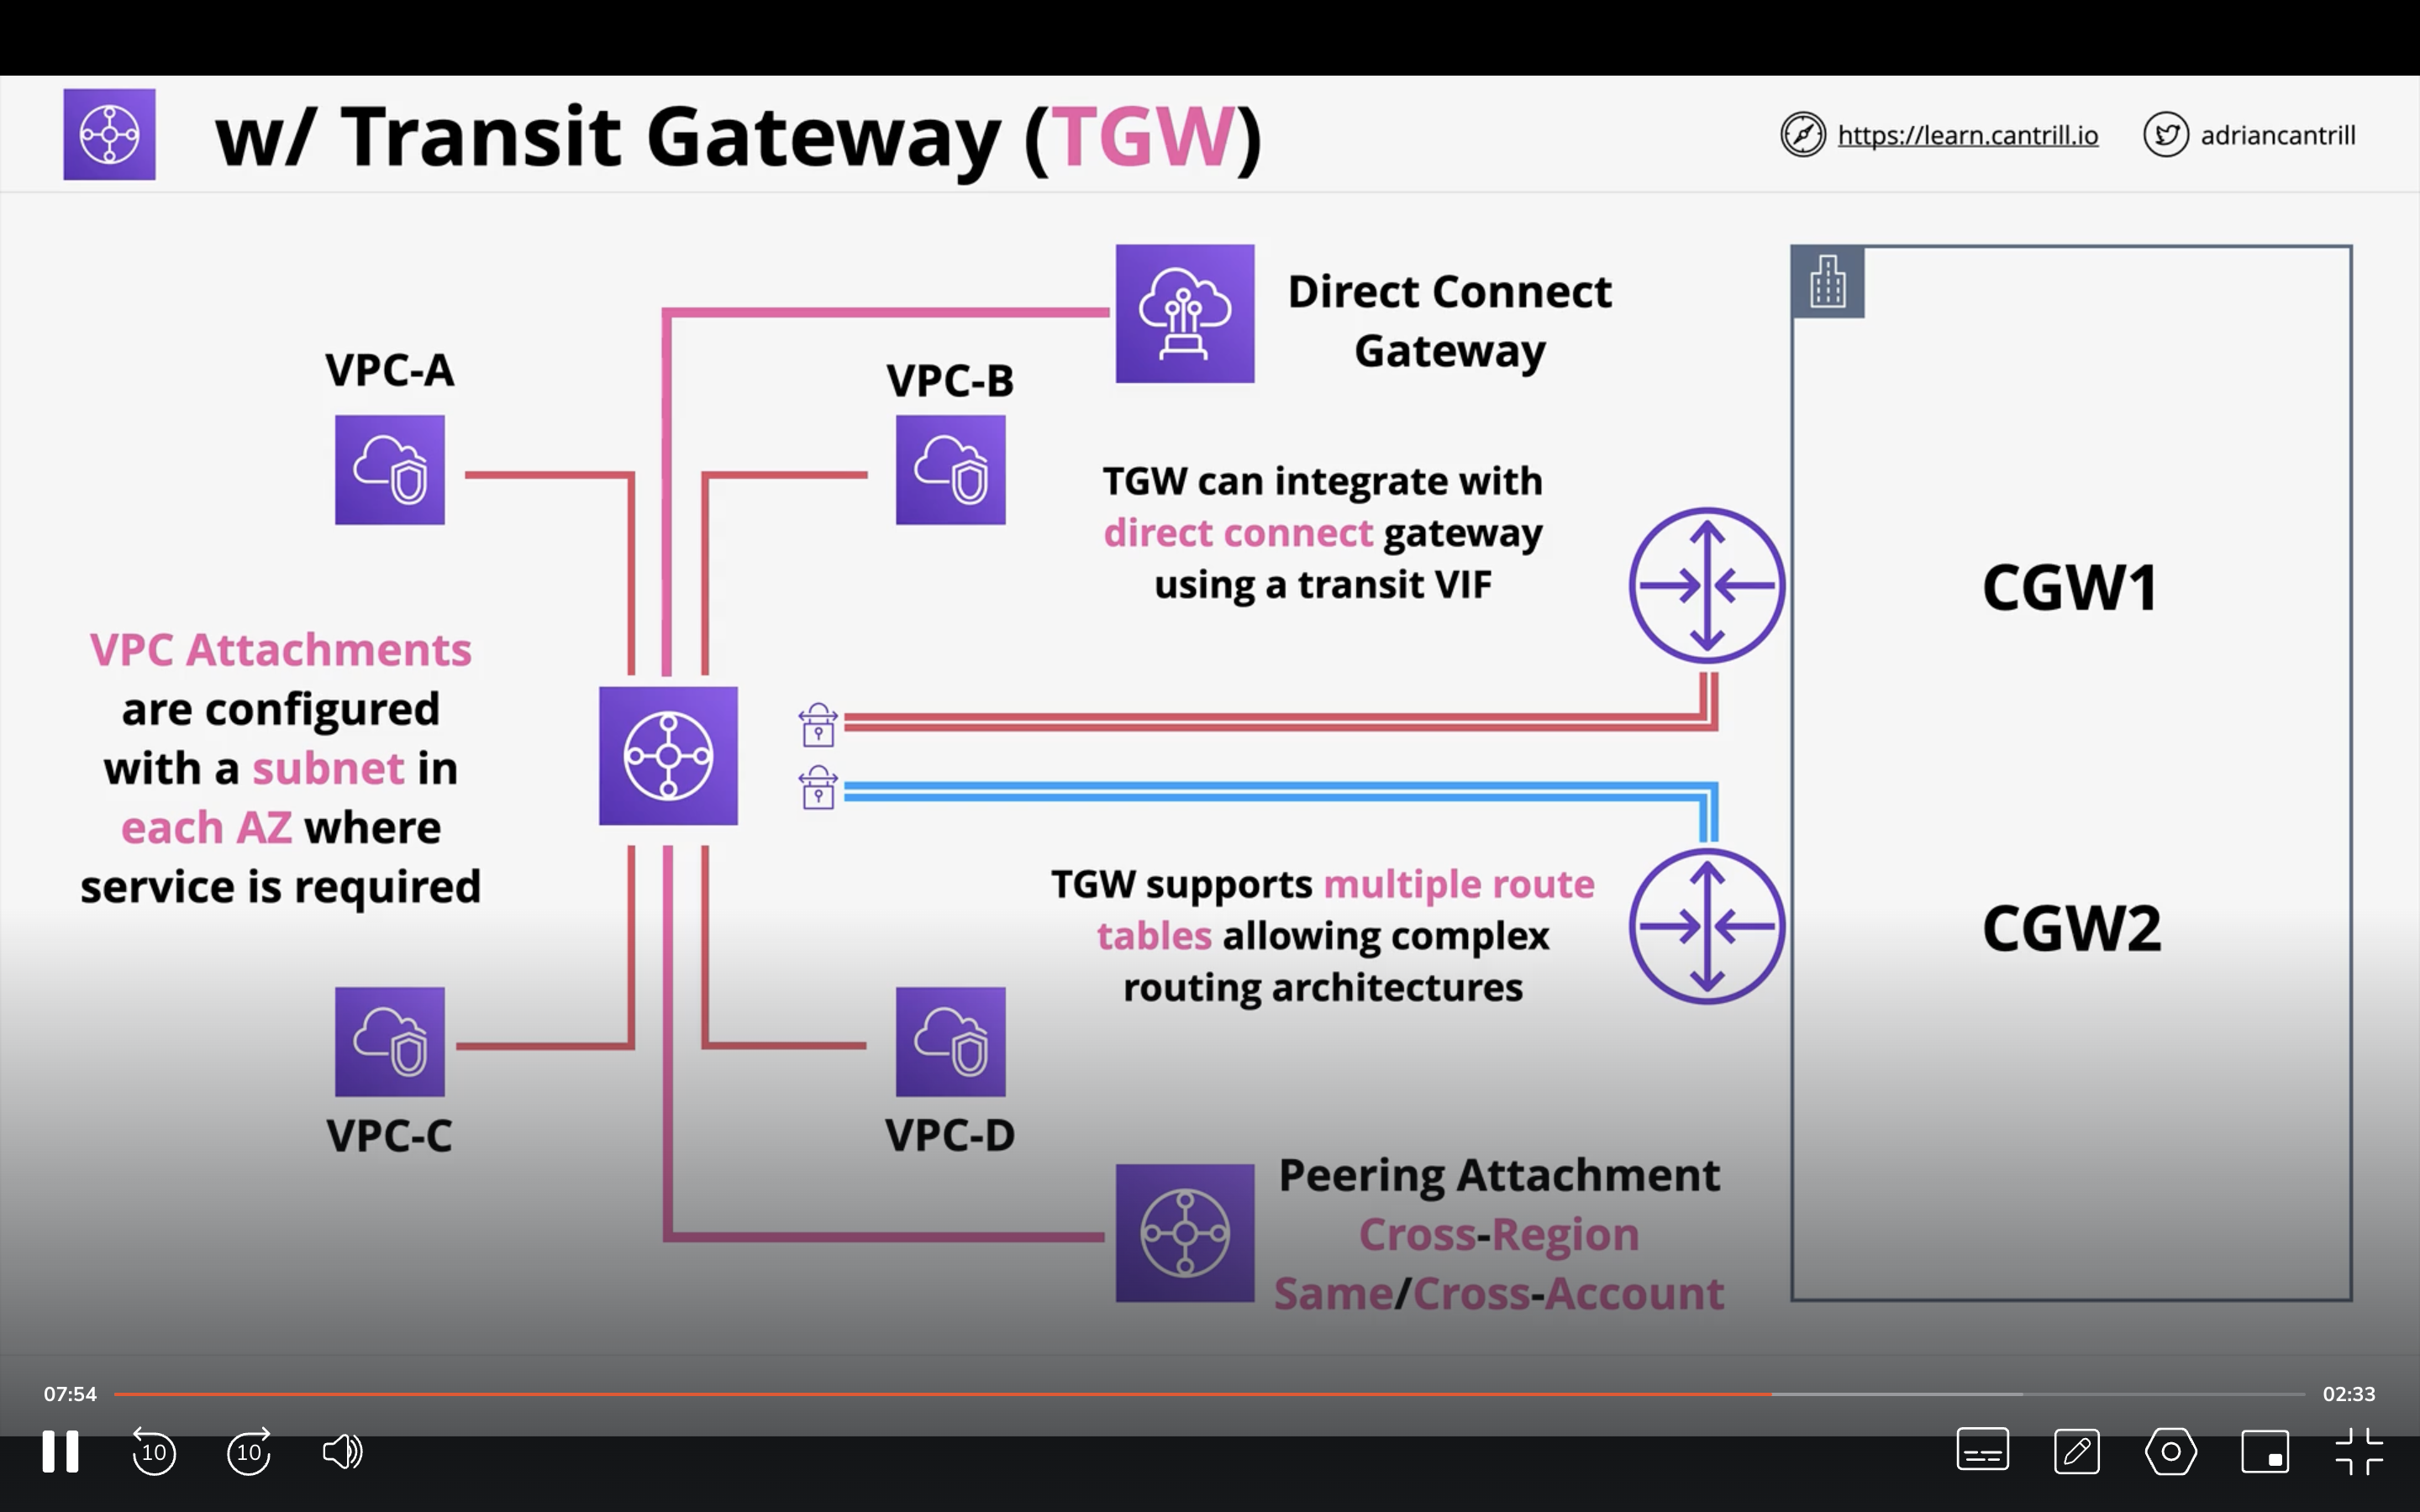 w/ Transit Gateway (TGW)
https://learn.cantrill.io
adriancantrill
Direct Connect
Gateway
VPC-A
VPC-B
TGW can integrate with
direct connect gateway
using a transit VIF
CGW1
VPC Attachments
are configured
with a subnet in
each AZ where
service is required
TGW supports multiple route
tables allowing complex
routing architectures
CGW2
VPC-C
VPC-D
Peering Attachment
Cross-Region
Same/Cross-Account
07:54
02:33
10
10